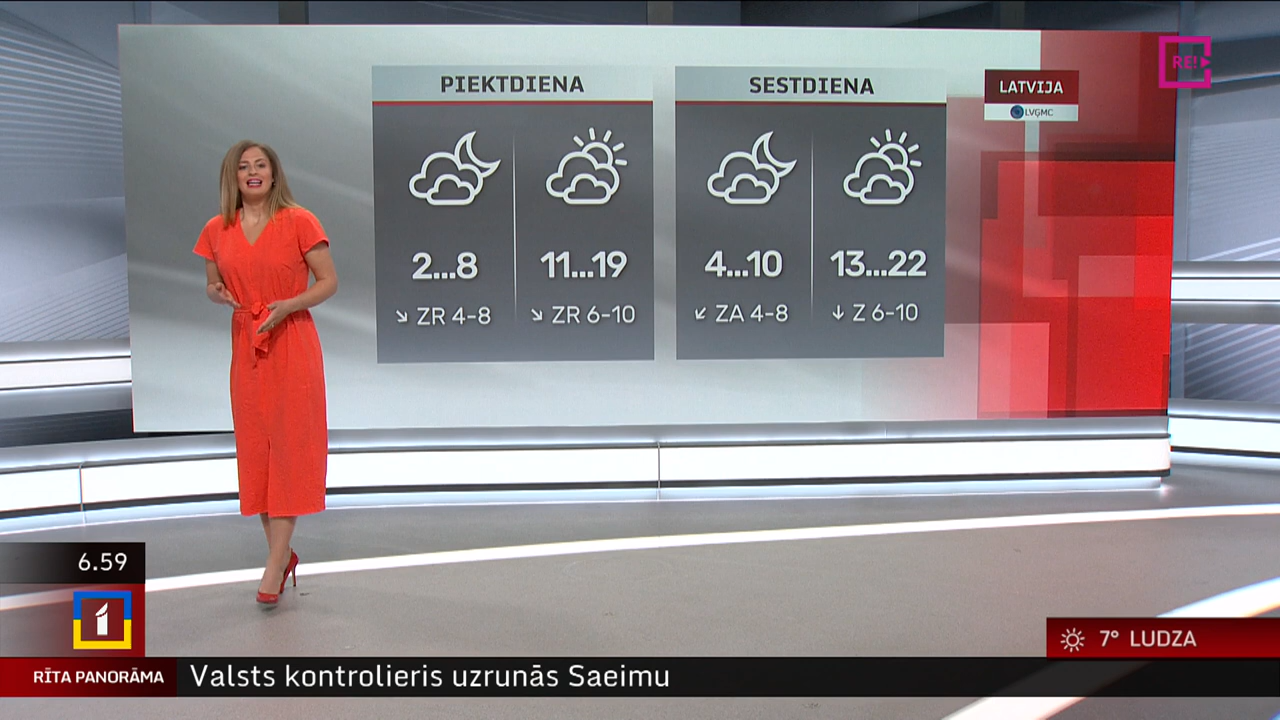 PIEKTDIENA
2...8
11...19
ZR 4-8
ZR 6-10
SESTDIENA
4...10
13...22
ZA 4-8
Z 6-10
LATVIJA
LVĢMC
RE!
6.59
1
7° LUDZA
RĪTA PANORĀMA
Valsts kontrolieris uzrunās Saeimu